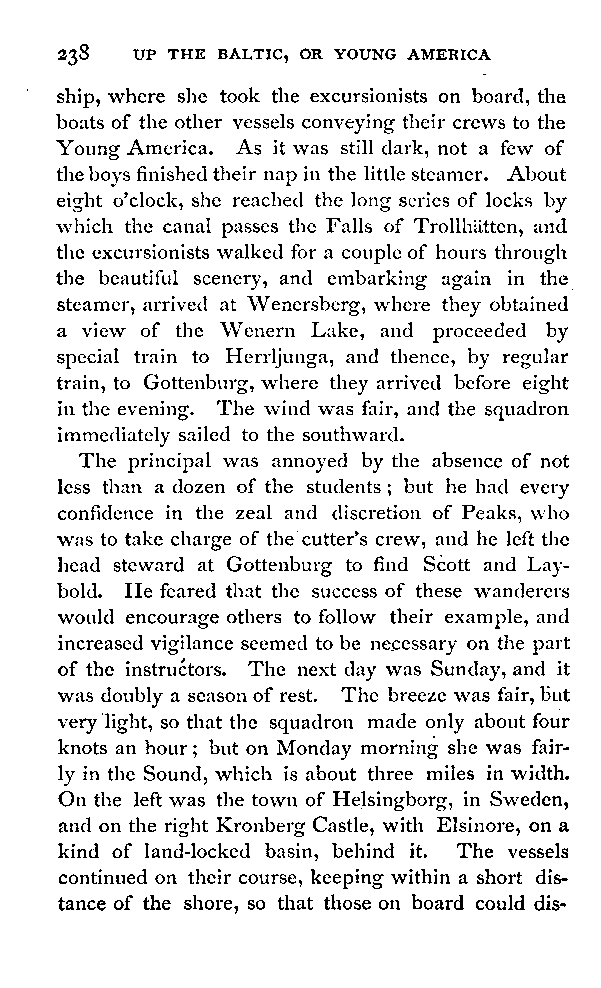 238 UP THE BALTIC, OR YOUNG AMERICA
ship, where she took the excursionists on board, the
boats of the other vessels conveying their crews to the
Young America. As it was still dark, not a few of
the boys finished their nap in the little steamer. About
eight o'clock, she reached the long series of locks by
which the canal passes the Falls of Trollhätten, and
the excursionists walked for a couple of hours through
the beautiful scenery, and embarking again in the
steamer, arrived at Wenersberg, where they obtained
a view of the Wenern Lake, and proceeded by
special train to Herrljunga, and thence, by regular
train, to Gottenburg, where they arrived before eight
in the evening. The wind was fair, and the squadron
immediately sailed to the southward.
The principal was annoyed by the absence of not
less than a dozen of the students; but he had every
confidence in the zeal and discretion of Peaks, who
was to take charge of the cutter's crew, and he left the
head steward at Gottenburg to find Scott and Lay-
bold. He feared that the success of these wanderers
would encourage others to follow their example, and
increased vigilance seemed to be necessary on the part
of the instructors. The next day was Sunday, and it
was doubly a season of rest. The breeze was fair, but
very light, so that the squadron made only about four
knots an hour; but on Monday morning she was fair-
ly in the Sound, which is about three miles in width.
On the left was the town of Helsingborg, in Sweden,
and on the right Kronberg Castle, with Elsinore, on a
kind of land-locked basin, behind it. The vessels
continued on their course, keeping within a short dis-
tance of the shore, so that those on board could dis-